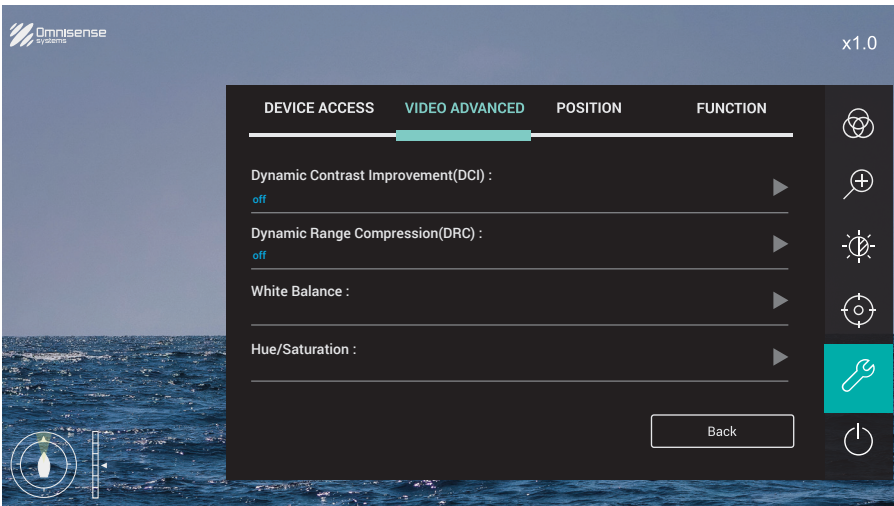 Omnisense
systems
x1.0
DEVICE ACCESS VIDEO ADVANCED POSITION FUNCTION
Dynamic Contrast Improvement(DCI) :
off
Dynamic Range Compression(DRC) :
off
White Balance :
Hue/Saturation :
Back